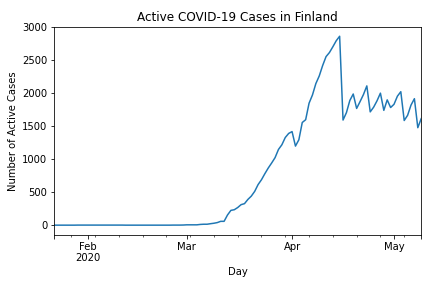 Active COVID-19 Cases in Finland
Number of Active Cases
3000
2500
2000
1500
1000
500
0
Feb
2020
Mar
Apr
May
Day